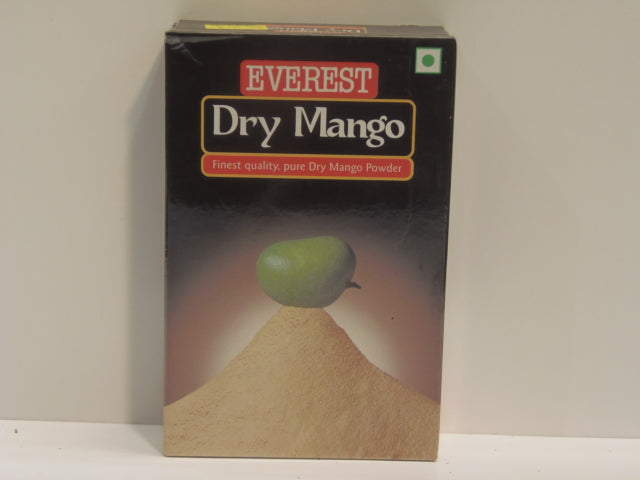 EVEREST
Dry Mango
Finest quality, pure Dry Mango Powder